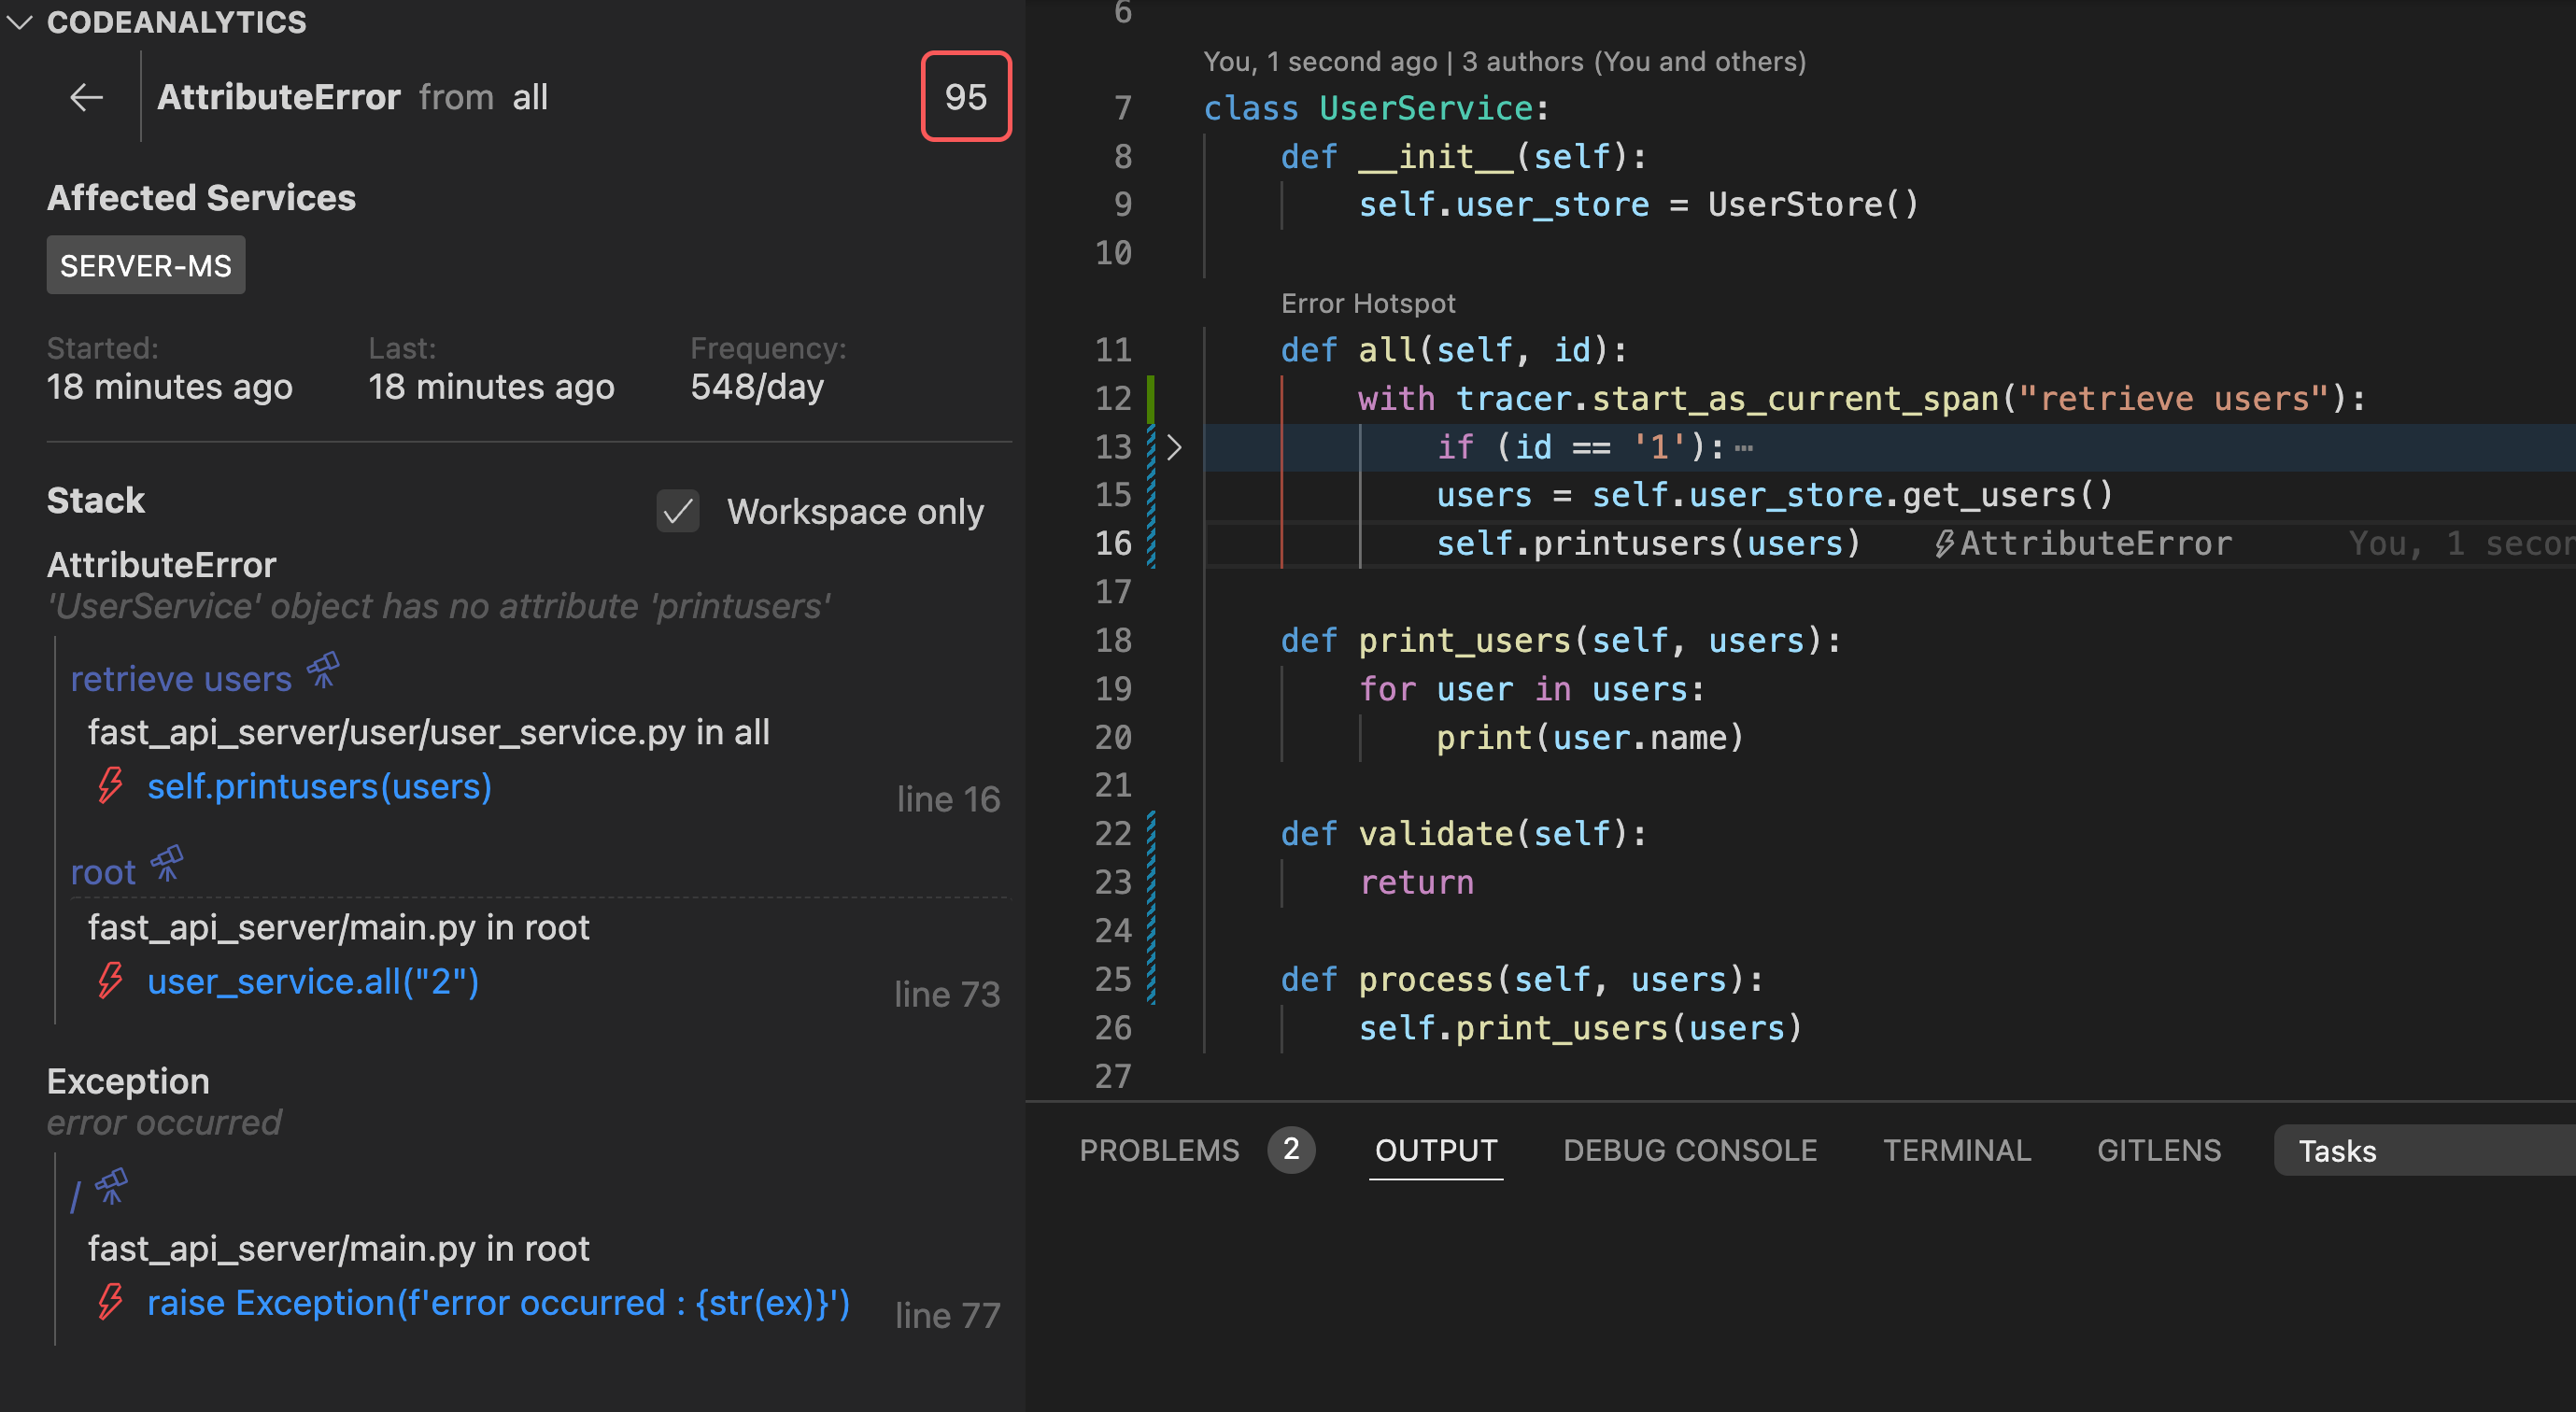 CODEANALYTICS
AttributeError from all
95
Affected Services
SERVER-MS
Started: Last: Frequency:
18 minutes ago 18 minutes ago 548/day
Stack
Workspace only
AttributeError
'UserService' object has no attribute 'printusers'
retrieve users
fast_api_server/user/user_service.py in all
self.printusers(users)
line 16
root
fast_api_server/main.py in root
user_service.all("2")
line 73
Exception
error occurred
/
fast_api_server/main.py in root
raise Exception(f'error occurred : {str(ex)}')
line 77
6
You, 1 second ago | 3 authors (You and others)
7 class UserService:
8 def __init__(self):
9 self.user_store = UserStore()
10
Error Hotspot
11 def all(self, id):
12 with tracer.start_as_current_span("retrieve users"):
13 if (id == '1'):⋯
15 users = self.user_store.get_users()
16 self.printusers(users) AttributeError You, 1 secon
17
18 def print_users(self, users):
19 for user in users:
20 print(user.name)
21
22 def validate(self):
23 return
24
25 def process(self, users):
26 self.print_users(users)
27
PROBLEMS 2 OUTPUT DEBUG CONSOLE TERMINAL GITLENS Tasks